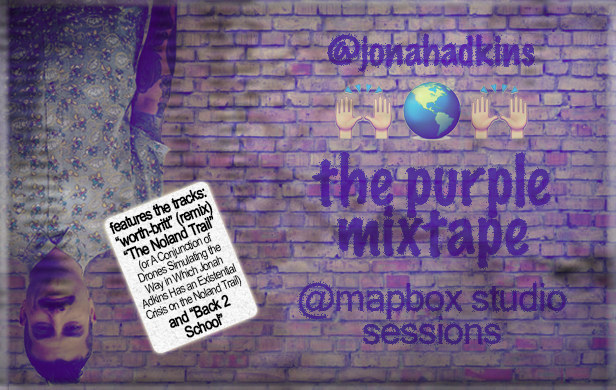 @jonahadkins
the purple
mixtape
@mapbox studio
sessions
features the tracks:
"worth-britt" (remix)
"The Noland Trail"
(or A Conjunction of
Drones Simulating the
Way in Which Jonah
Adkins Has an Existential
Crisis on the Noland Trail)
and "Back 2
School"